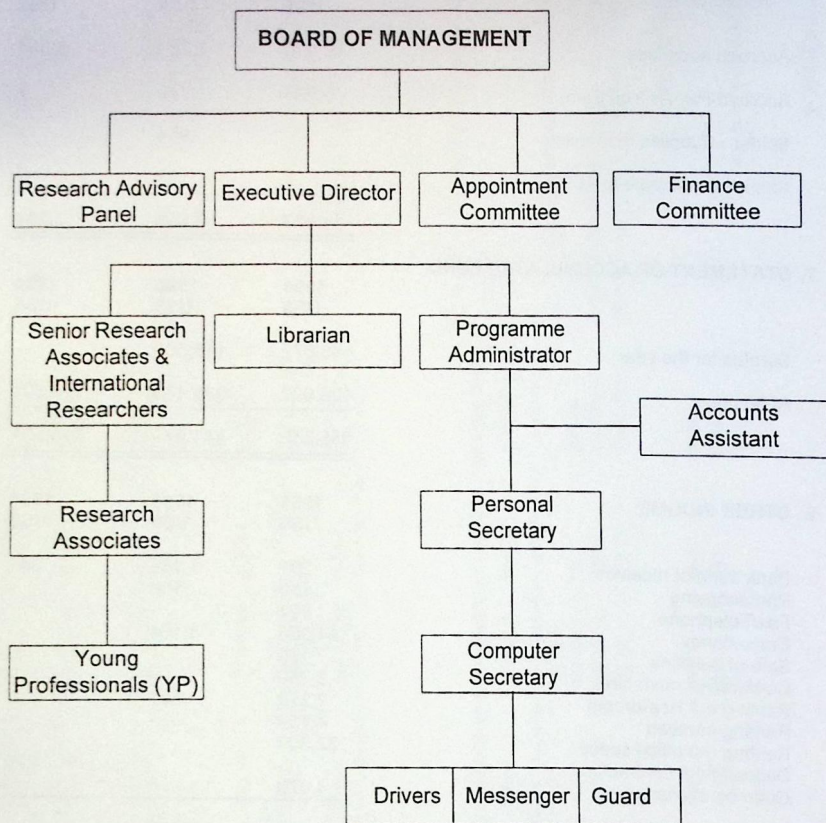 BOARD OF MANAGEMENT
Research Advisory
Panel
Executive Director
Appointment
Committee
Finance
Committee
Senior Research
Associates &
International
Researchers
Librarian
Programme
Administrator
Accounts
Assistant
Research
Associates
Personal
Secretary
Young
Professionals (YP)
Computer
Secretary
Drivers
Messenger
Guard